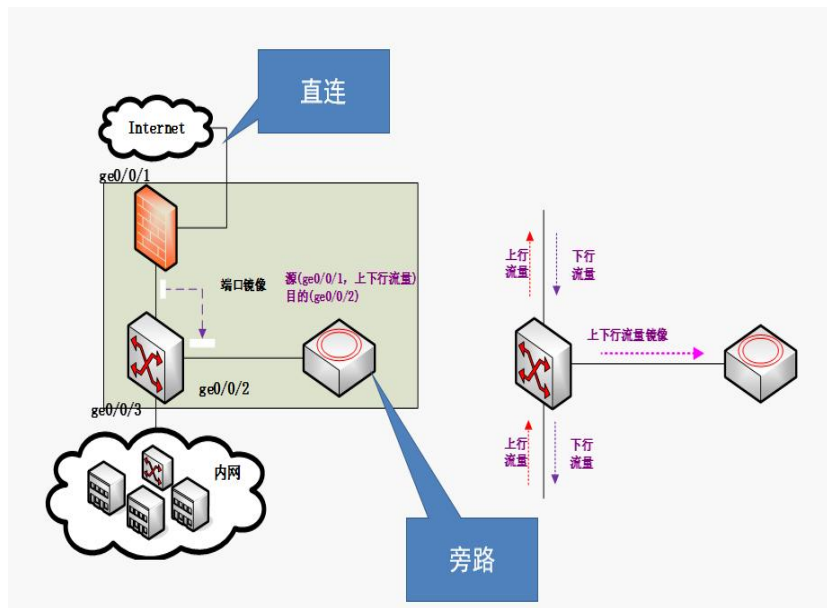 直连
Internet
ge0/0/1
端口镜像
源(ge0/0/1, 上下行流量)
目的(ge0/0/2)
ge0/0/2
ge0/0/3
内网
旁路
上行
流量
下行
流量
上下行流量镜像
上行
流量
下行
流量